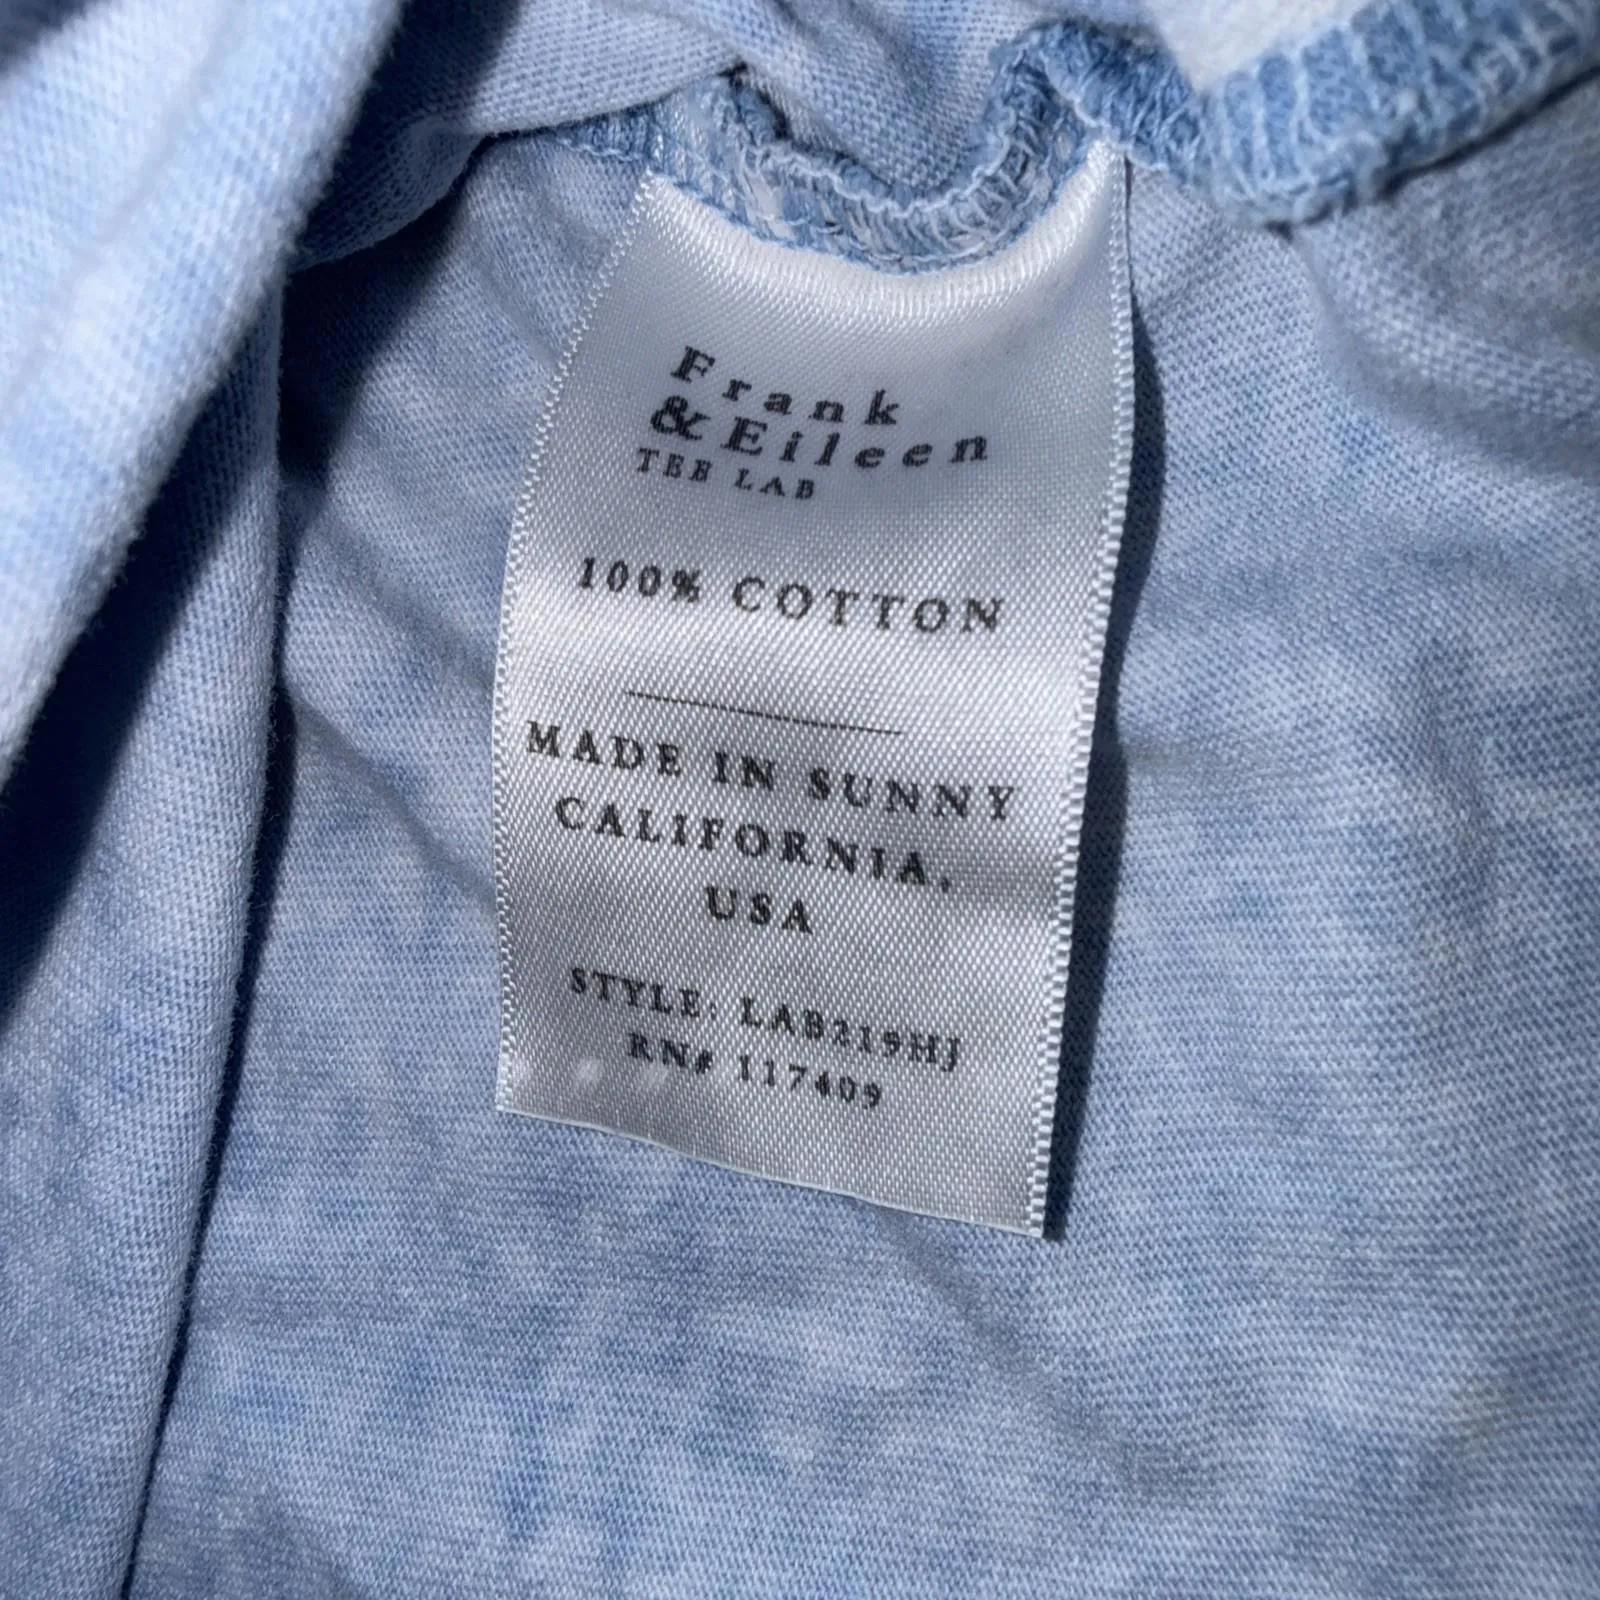 Frank
& Eileen
TEE LAB
100% COTTON
MADE IN SUNNY
CALIFORNIA,
USA
STYLE: LAB219HJ
RN# 117409